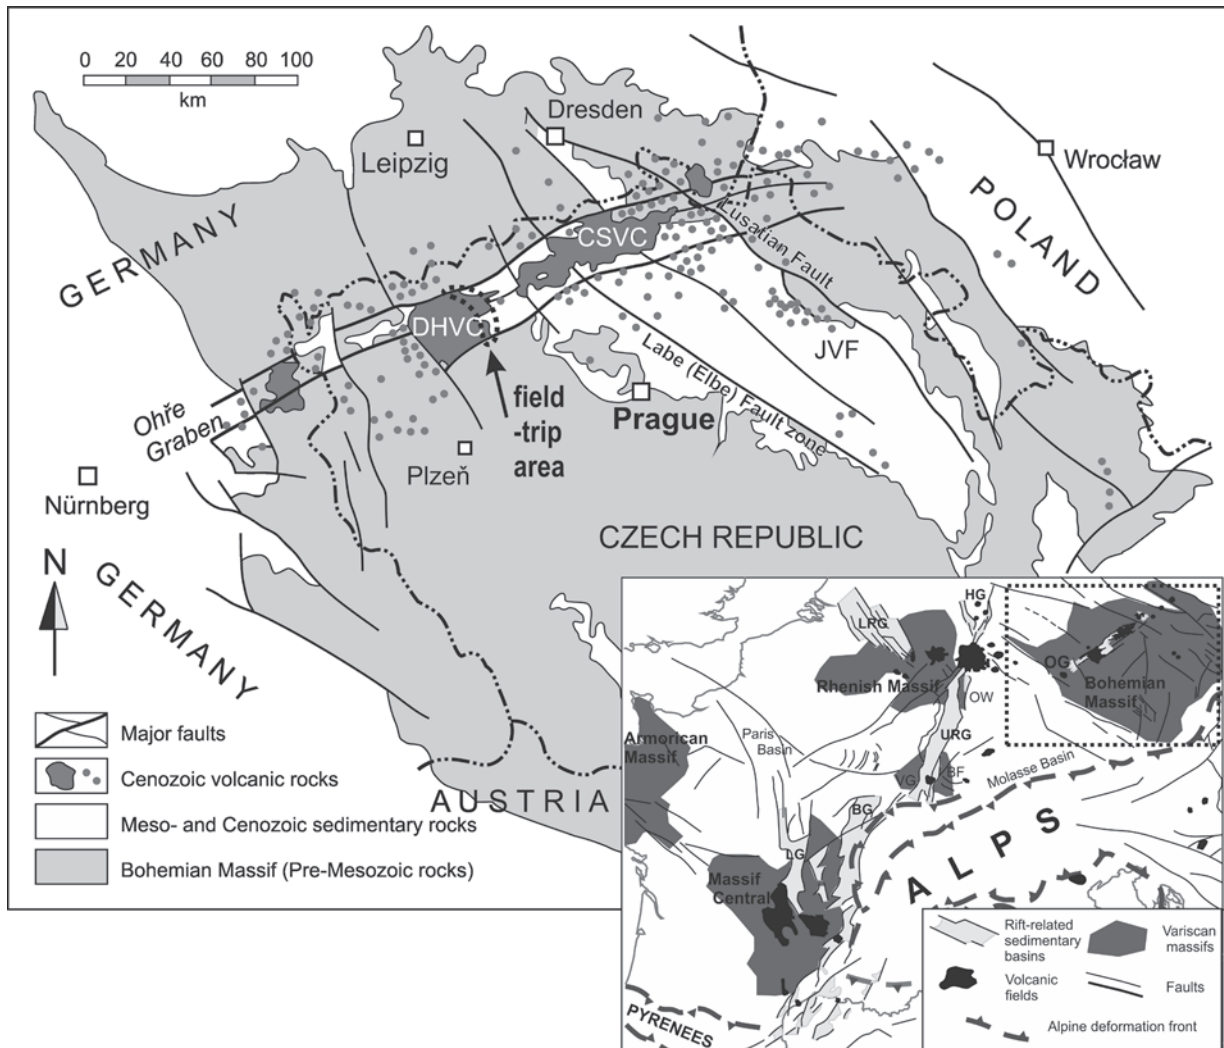 0 20 40 60 80 100
km
Dresden
Leipzig
Wrocław
POLAND
GERMANY
CSVC
Lusatian Fault
DHVC
JVF
Labe (Elbe) Fault zone
Ohře
Graben
field
-trip
area
Prague
Plzeň
Nürnberg
CZECH REPUBLIC
N
GERMANY
AUSTRIA
Major faults
Cenozoic volcanic rocks
Meso- and Cenozoic sedimentary rocks
Bohemian Massif (Pre-Mesozoic rocks)
HG
LRG
OG
Bohemian
Massif
Rhenish Massif
OW
URG
Paris
Basin
Armorican
Massif
VG
BF
Molasse Basin
BG
LG
ALPS
Massif
Central
PYRENEES
Rift-related
sedimentary
basins
Variscan
massifs
Volcanic
fields
Faults
Alpine deformation front